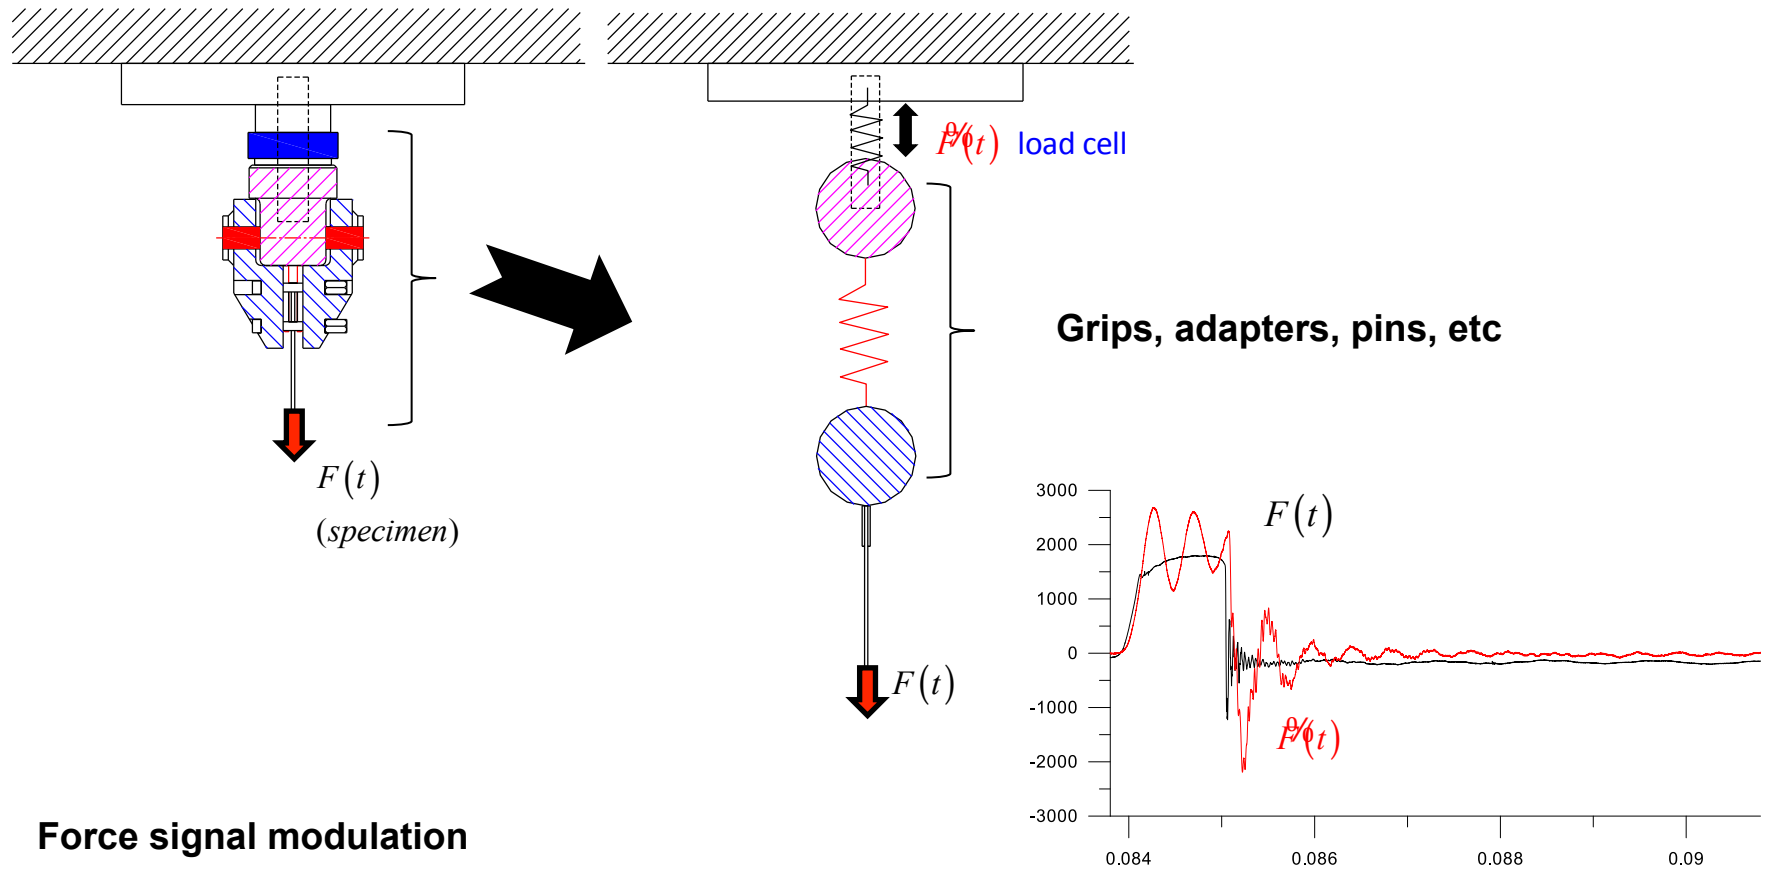 F(t) load cell
Grips, adapters, pins, etc
F(t)
(specimen)
F(t)
3000
2000
1000
0
-1000
-2000
-3000
F(t)
F(t)
0.084
0.086
0.088
0.09
Force signal modulation